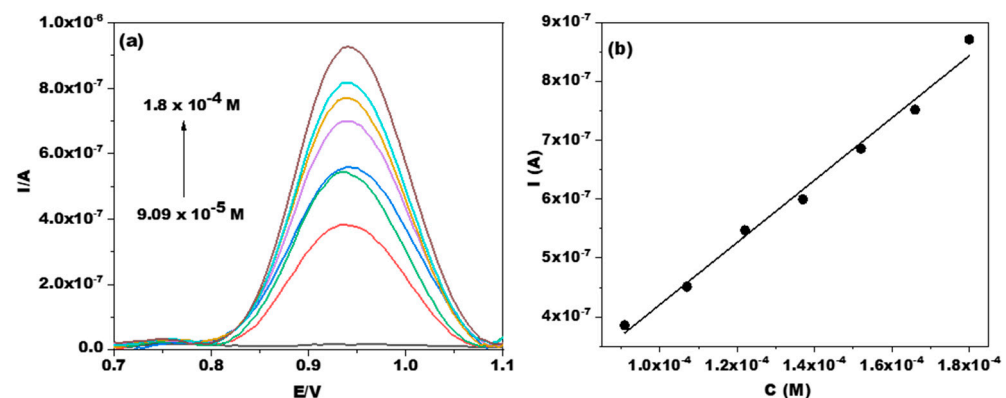 (a)
1.0x10⁻⁶
8.0x10⁻⁷
6.0x10⁻⁷
4.0x10⁻⁷
2.0x10⁻⁷
0.0
I/A
1.8 x 10⁻⁴ M
9.09 x 10⁻⁵ M
0.7
0.8
0.9
1.0
1.1
E/V
(b)
9x10⁻⁷
8x10⁻⁷
7x10⁻⁷
6x10⁻⁷
5x10⁻⁷
4x10⁻⁷
I (A)
1.0x10⁻⁴
1.2x10⁻⁴
1.4x10⁻⁴
1.6x10⁻⁴
1.8x10⁻⁴
C (M)